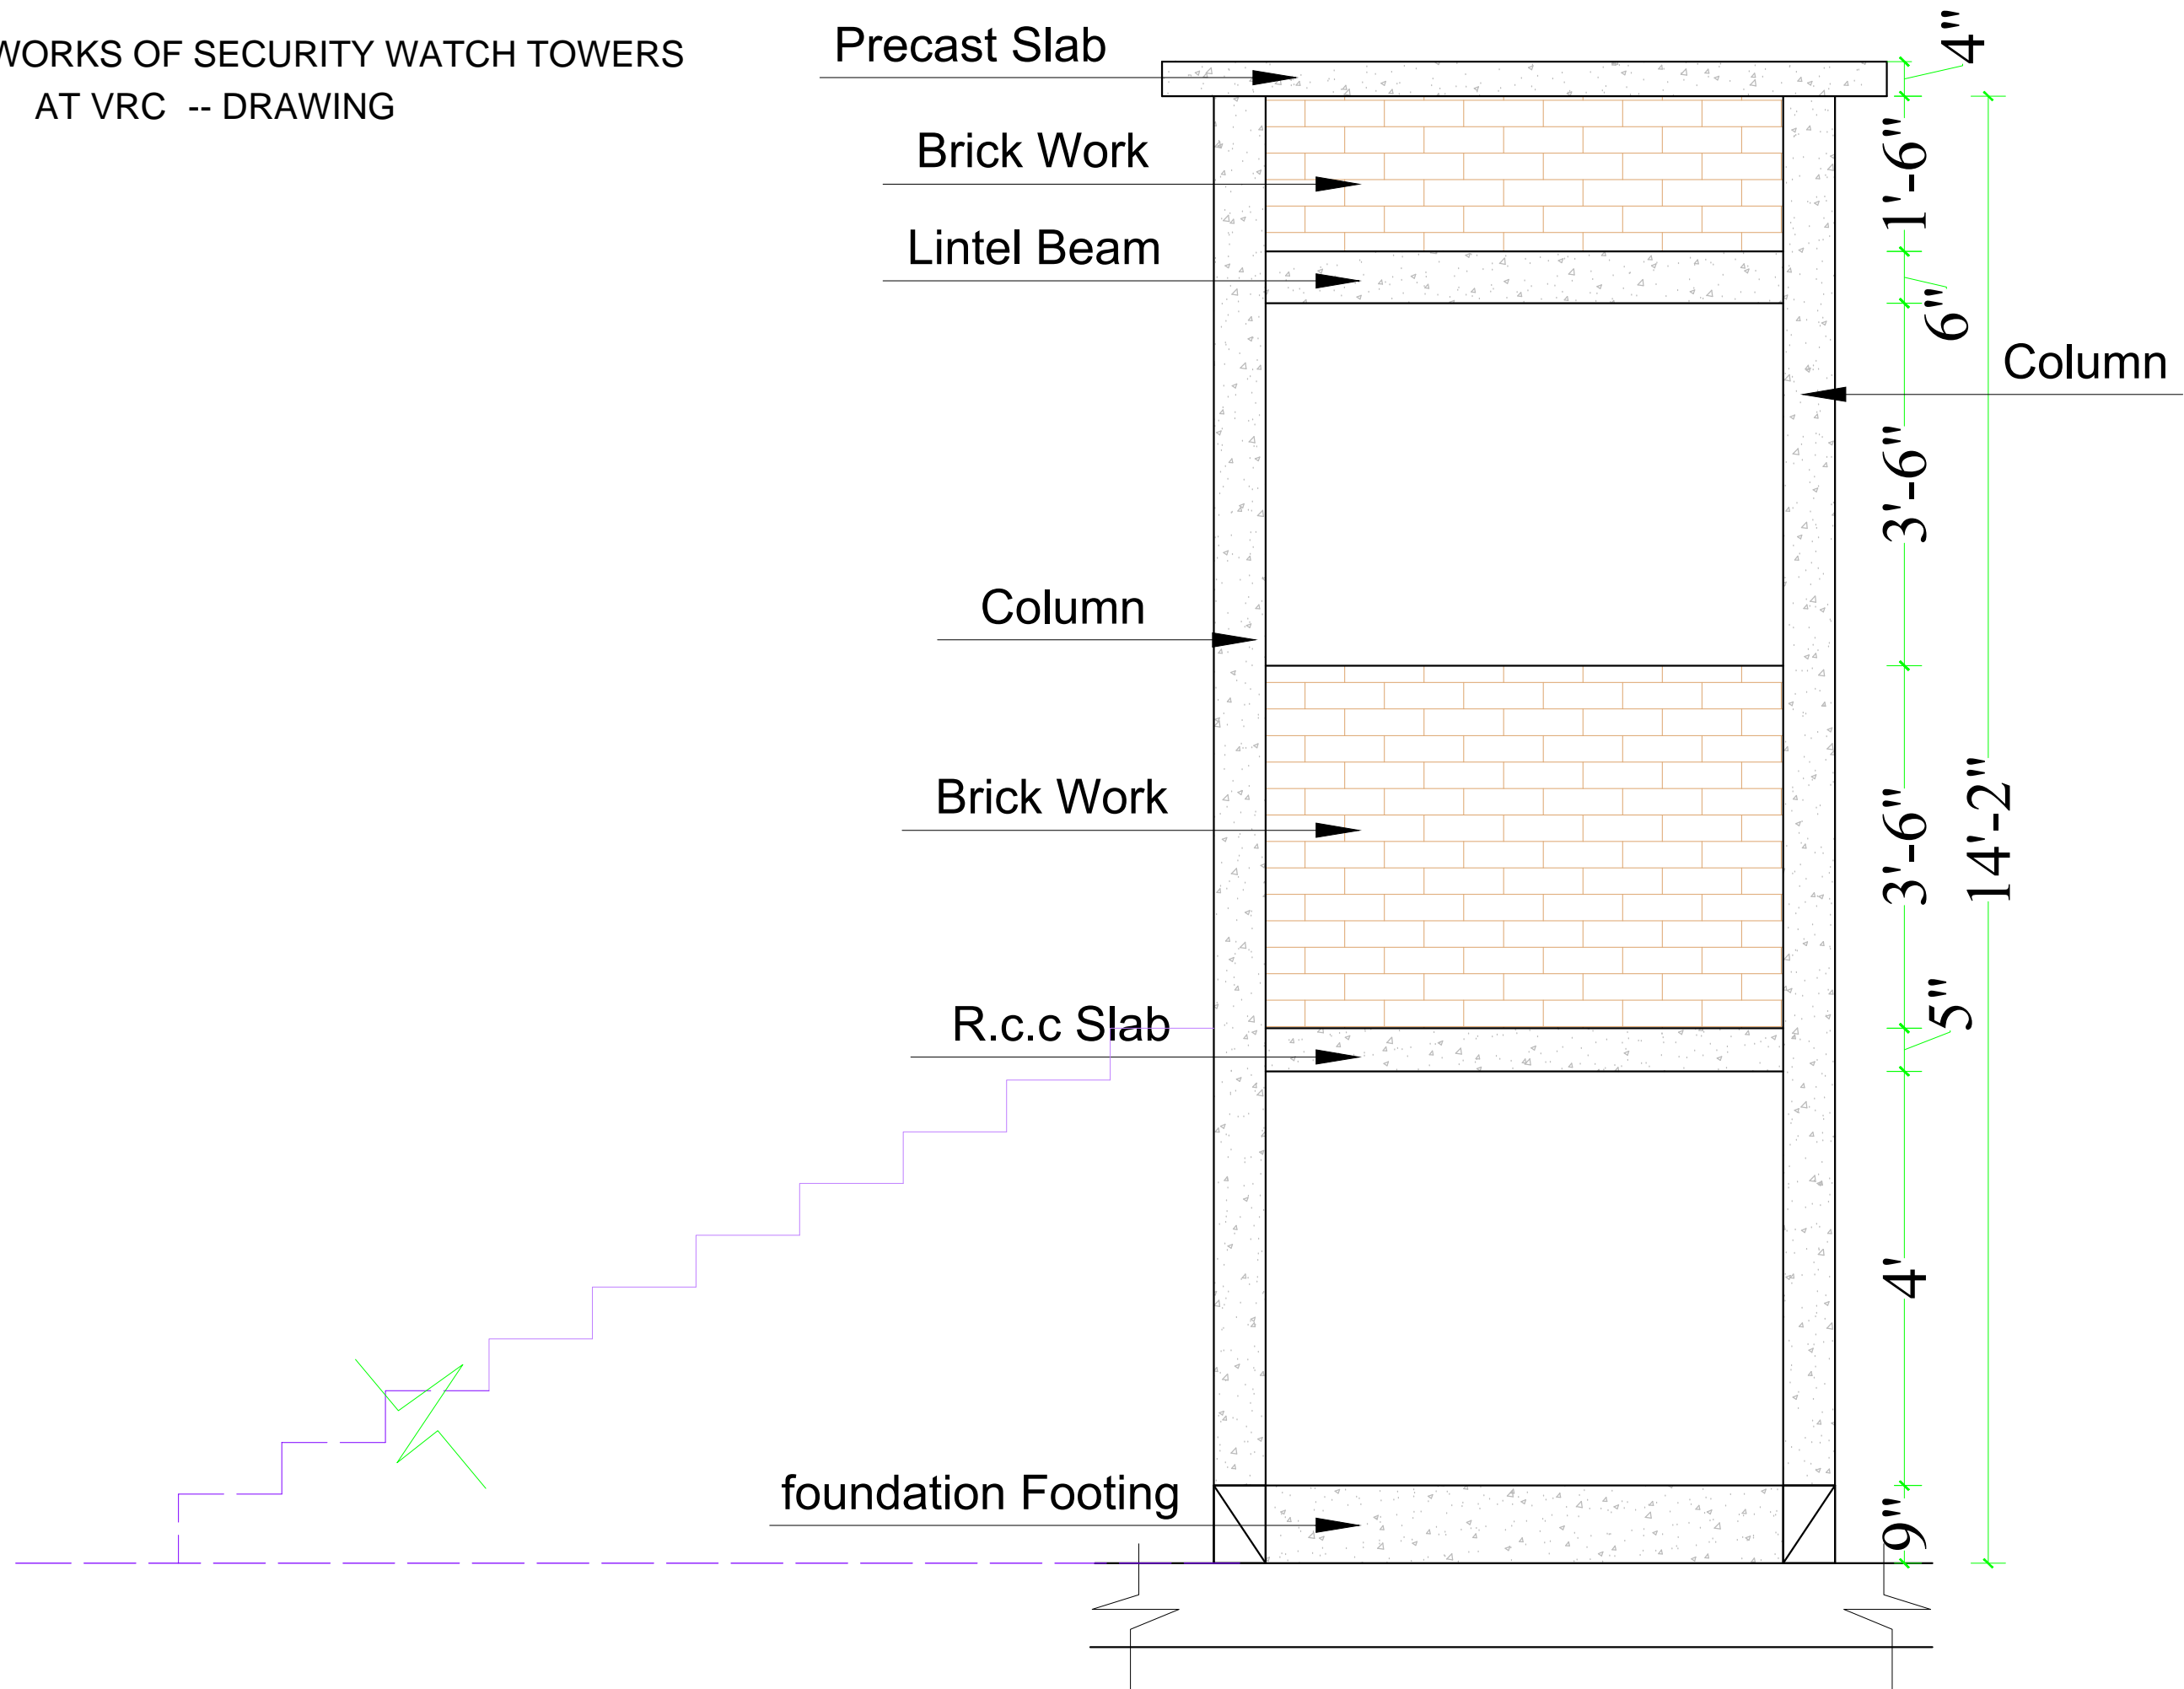 WORKS OF SECURITY WATCH TOWERS
AT VRC -- DRAWING
Precast Slab
4"
Brick Work
1'-6"
Lintel Beam
6"
Column
3'-6"
Column
Brick Work
3'-6"
14'-2"
R.c.c Slab
5"
4'
foundation Footing
9"